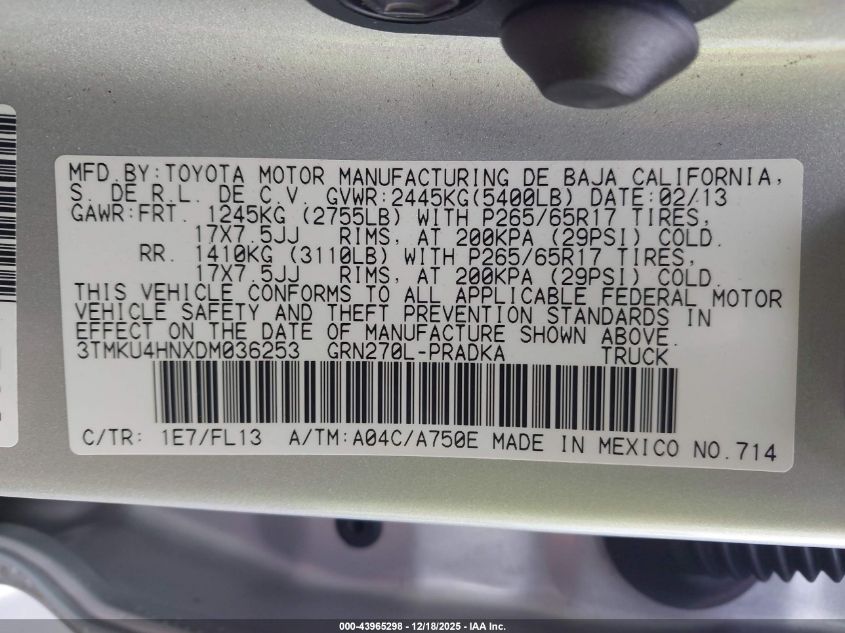 MFD.BY:TOYOTA MOTOR MANUFACTURING DE BAJA CALIFORNIA,
S. DE R.L. DE C.V. GVWR:2445KG(5400LB) DATE:02/13
GAWR:FRT. 1245KG (2755LB) WITH P265/65R17 TIRES,
17X7.5JJ RIMS, AT 200KPA (29PSI) COLD.
RR. 1410KG (3110LB) WITH P265/65R17 TIRES,
17X7.5JJ RIMS, AT 200KPA (29PSI) COLD.
THIS VEHICLE CONFORMS TO ALL APPLICABLE FEDERAL MOTOR
VEHICLE SAFETY AND THEFT PREVENTION STANDARDS IN
EFFECT ON THE DATE OF MANUFACTURE SHOWN ABOVE.
3TMKU4HNXDM036253 GRN270L-PRADKA TRUCK
C/TR: 1E7/FL13 A/TM:A04C/A750E MADE IN MEXICO NO.714
000-43965298 - 12/18/2025 - IAA Inc.